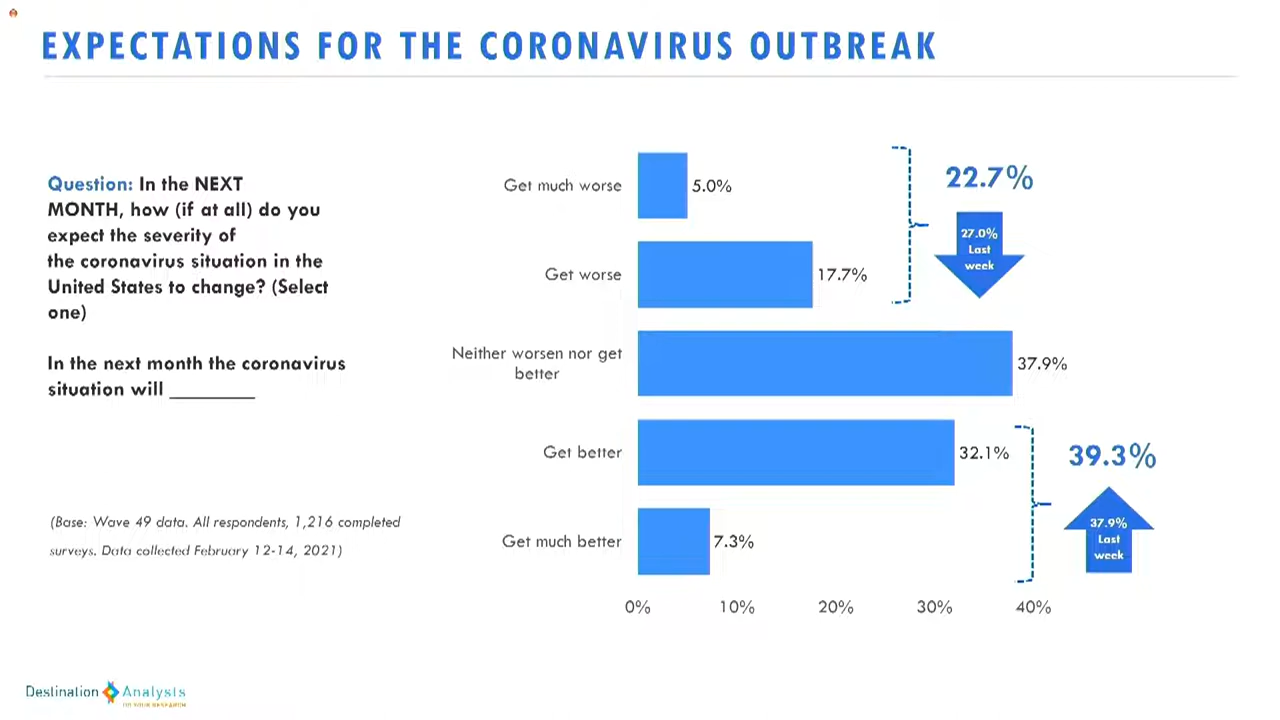 EXPECTATIONS FOR THE CORONAVIRUS OUTBREAK
Question: In the NEXT
MONTH, how (if at all) do you
expect the severity of
the coronavirus situation in the
United States to change? (Select
one)
In the next month the coronavirus
situation will _________
(Base: Wave 49 data. All respondents, 1,216 completed
surveys. Data collected February 12-14, 2021)
Get much worse
5.0%
Get worse
17.7%
Neither worsen nor get
better
37.9%
Get better
32.1%
Get much better
7.3%
0% 10% 20% 30% 40%
22.7%
27.0%
Last
week
39.3%
37.9%
Last
week
Destination Analysts